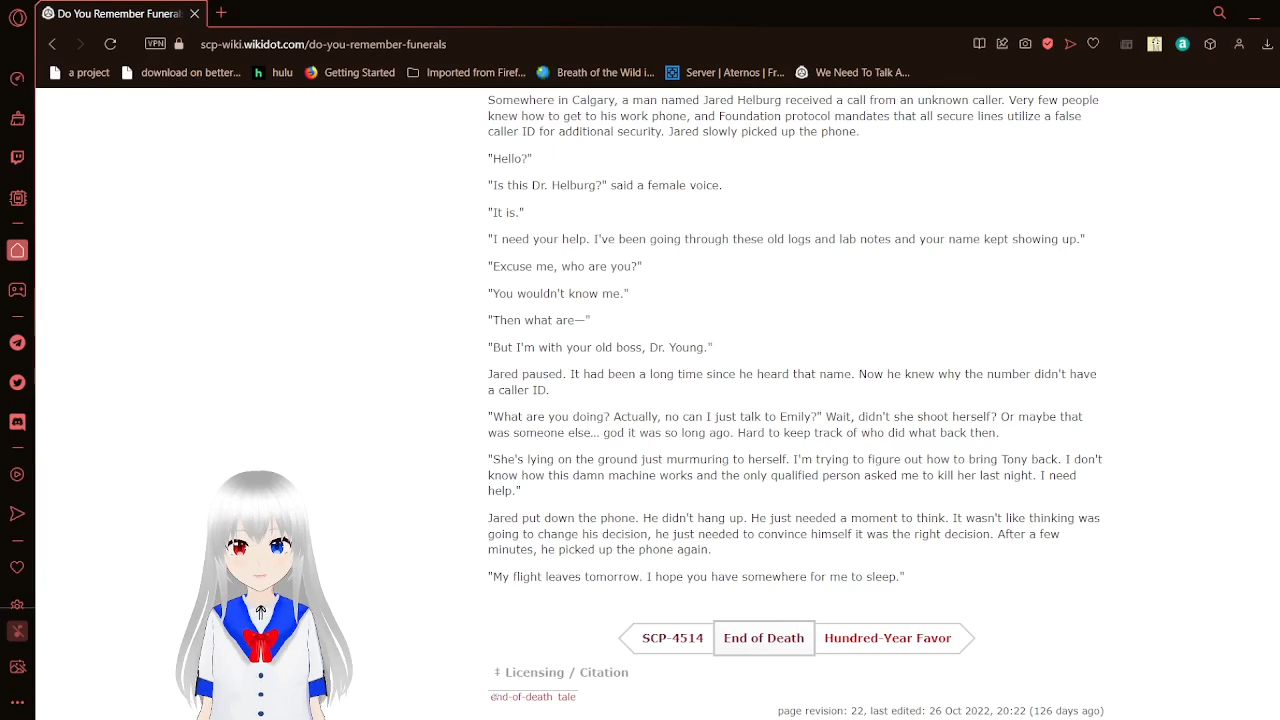 Do You Remember Funerals
scp-wiki.wikidot.com/do-you-remember-funerals
VPN
a project
download on better...
hulu
Getting Started
Imported from Firef...
Breath of the Wild i...
Server | Aternos | Fr...
We Need To Talk A...
Somewhere in Calgary, a man named Jared Helburg received a call from an unknown caller. Very few people
knew how to get to his work phone, and Foundation protocol mandates that all secure lines utilize a false
caller ID for additional security. Jared slowly picked up the phone.
"Hello?"
"Is this Dr. Helburg?" said a female voice.
"It is."
"I need your help. I've been going through these old logs and lab notes and your name kept showing up."
"Excuse me, who are you?"
"You wouldn't know me."
"Then what are—"
"But I'm with your old boss, Dr. Young."
Jared paused. It had been a long time since he heard that name. Now he knew why the number didn't have
a caller ID.
"What are you doing? Actually, no can I just talk to Emily?" Wait, didn't she shoot herself? Or maybe that
was someone else... god it was so long ago. Hard to keep track of who did what back then.
"She's lying on the ground just murmuring to herself. I'm trying to figure out how to bring Tony back. I don't
know how this damn machine works and the only qualified person asked me to kill her last night. I need
help."
Jared put down the phone. He didn't hang up. He just needed a moment to think. It wasn't like thinking was
going to change his decision, he just needed to convince himself it was the right decision. After a few
minutes, he picked up the phone again.
"My flight leaves tomorrow. I hope you have somewhere for me to sleep."
SCP-4514
End of Death
Hundred-Year Favor
‡ Licensing / Citation
end-of-death tale
page revision: 22, last edited: 26 Oct 2022, 20:22 (126 days ago)